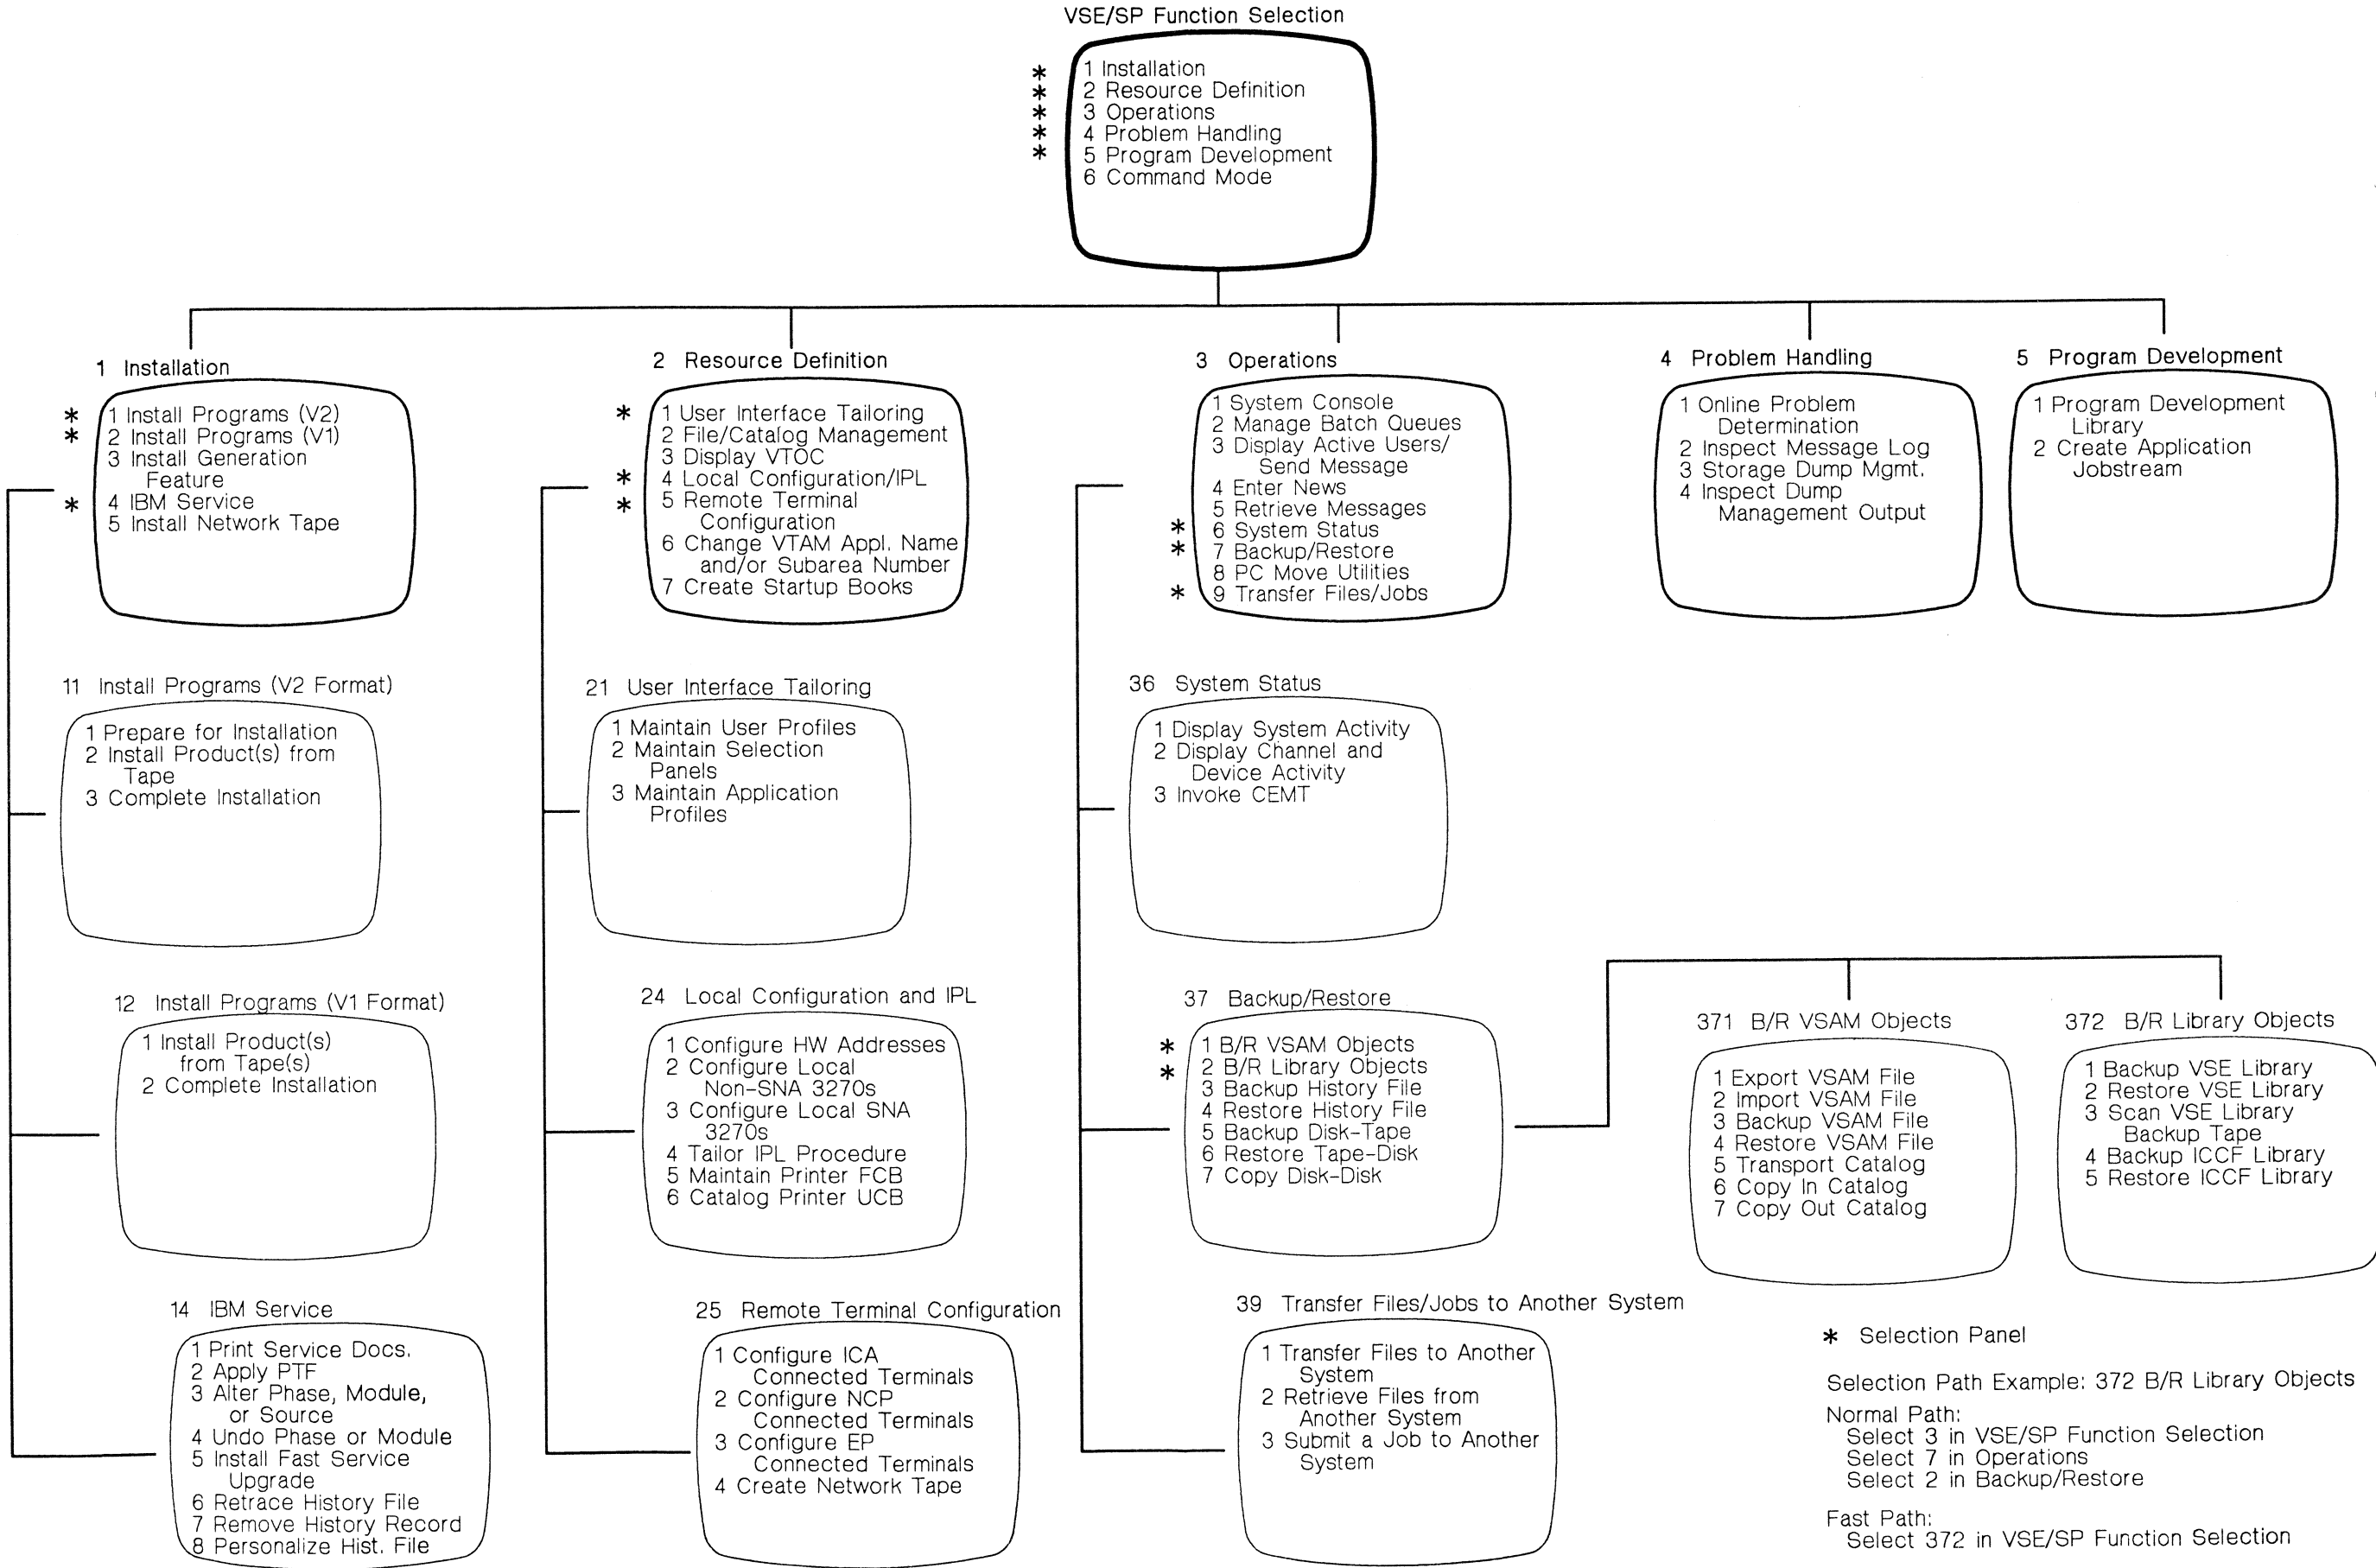 VSE/SP Function Selection
* 1 Installation
* 2 Resource Definition
* 3 Operations
* 4 Problem Handling
* 5 Program Development
6 Command Mode
1 Installation
* 1 Install Programs (V2)
* 2 Install Programs (V1)
3 Install Generation
Feature
* 4 IBM Service
5 Install Network Tape
2 Resource Definition
* 1 User Interface Tailoring
2 File/Catalog Management
3 Display VTOC
* 4 Local Configuration/IPL
* 5 Remote Terminal
Configuration
6 Change VTAM Appl. Name
and/or Subarea Number
7 Create Startup Books
3 Operations
1 System Console
2 Manage Batch Queues
3 Display Active Users/
Send Message
4 Enter News
5 Retrieve Messages
* 6 System Status
* 7 Backup/Restore
8 PC Move Utilities
* 9 Transfer Files/Jobs
4 Problem Handling
1 Online Problem
Determination
2 Inspect Message Log
3 Storage Dump Mgmt.
4 Inspect Dump
Management Output
5 Program Development
1 Program Development
Library
2 Create Application
Jobstream
11 Install Programs (V2 Format)
1 Prepare for Installation
2 Install Product(s) from
Tape
3 Complete Installation
21 User Interface Tailoring
1 Maintain User Profiles
2 Maintain Selection
Panels
3 Maintain Application
Profiles
36 System Status
1 Display System Activity
2 Display Channel and
Device Activity
3 Invoke CEMT
12 Install Programs (V1 Format)
1 Install Product(s)
from Tape(s)
2 Complete Installation
24 Local Configuration and IPL
1 Configure HW Addresses
2 Configure Local
Non-SNA 3270s
3 Configure Local SNA
3270s
4 Tailor IPL Procedure
5 Maintain Printer FCB
6 Catalog Printer UCB
37 Backup/Restore
* 1 B/R VSAM Objects
* 2 B/R Library Objects
3 Backup History File
4 Restore History File
5 Backup Disk-Tape
6 Restore Tape-Disk
7 Copy Disk-Disk
371 B/R VSAM Objects
1 Export VSAM File
2 Import VSAM File
3 Backup VSAM File
4 Restore VSAM File
5 Transport Catalog
6 Copy In Catalog
7 Copy Out Catalog
372 B/R Library Objects
1 Backup VSE Library
2 Restore VSE Library
3 Scan VSE Library
Backup Tape
4 Backup ICCF Library
5 Restore ICCF Library
14 IBM Service
1 Print Service Docs.
2 Apply PTF
3 Alter Phase, Module,
or Source
4 Undo Phase or Module
5 Install Fast Service
Upgrade
6 Retrace History File
7 Remove History Record
8 Personalize Hist. File
25 Remote Terminal Configuration
1 Configure ICA
Connected Terminals
2 Configure NCP
Connected Terminals
3 Configure EP
Connected Terminals
4 Create Network Tape
39 Transfer Files/Jobs to Another System
1 Transfer Files to Another
System
2 Retrieve Files from
Another System
3 Submit a Job to Another
System
* Selection Panel
Selection Path Example: 372 B/R Library Objects
Normal Path:
Select 3 in VSE/SP Function Selection
Select 7 in Operations
Select 2 in Backup/Restore
Fast Path:
Select 372 in VSE/SP Function Selection